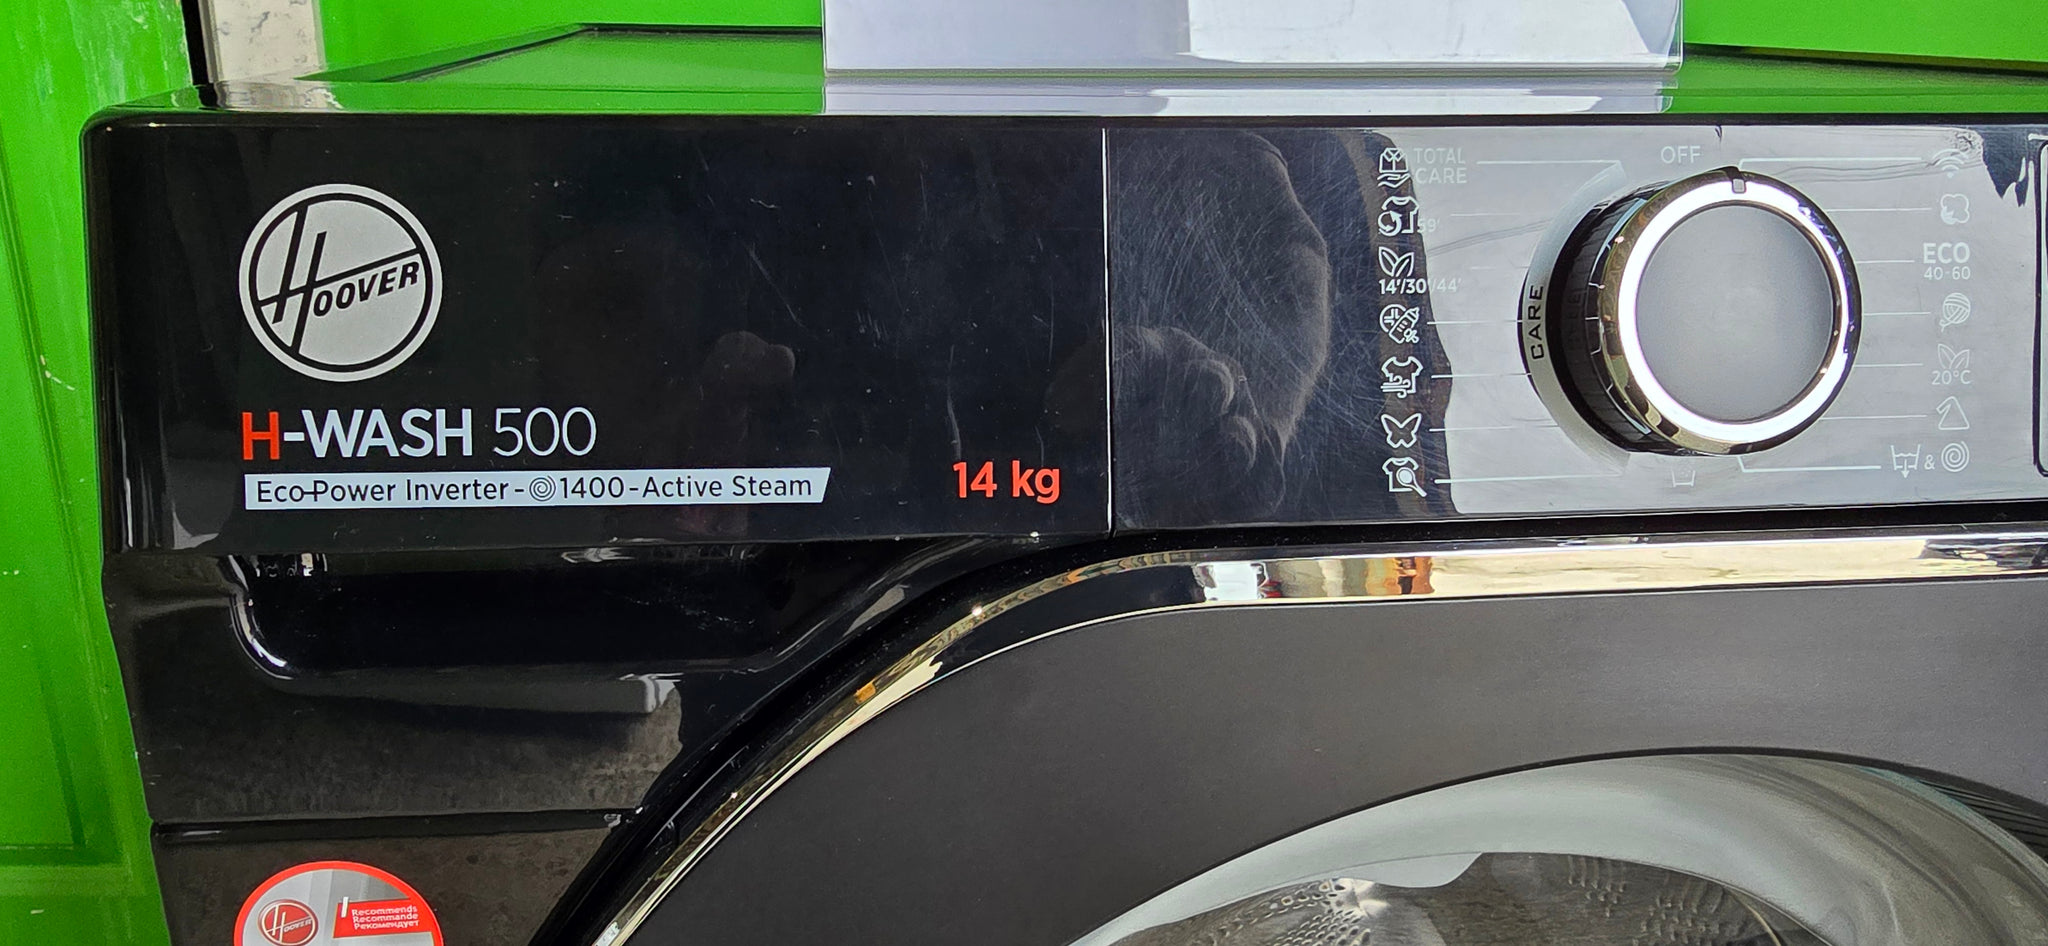 HOOVER
H-WASH 500
Eco-Power Inverter - 1400 - Active Steam
14 kg
TOTAL
CARE
59'
14'/30'/44'
OFF
CARE
ECO
40-60
20°C
&
HOOVER
Recommends
Recommande
Рекомендует